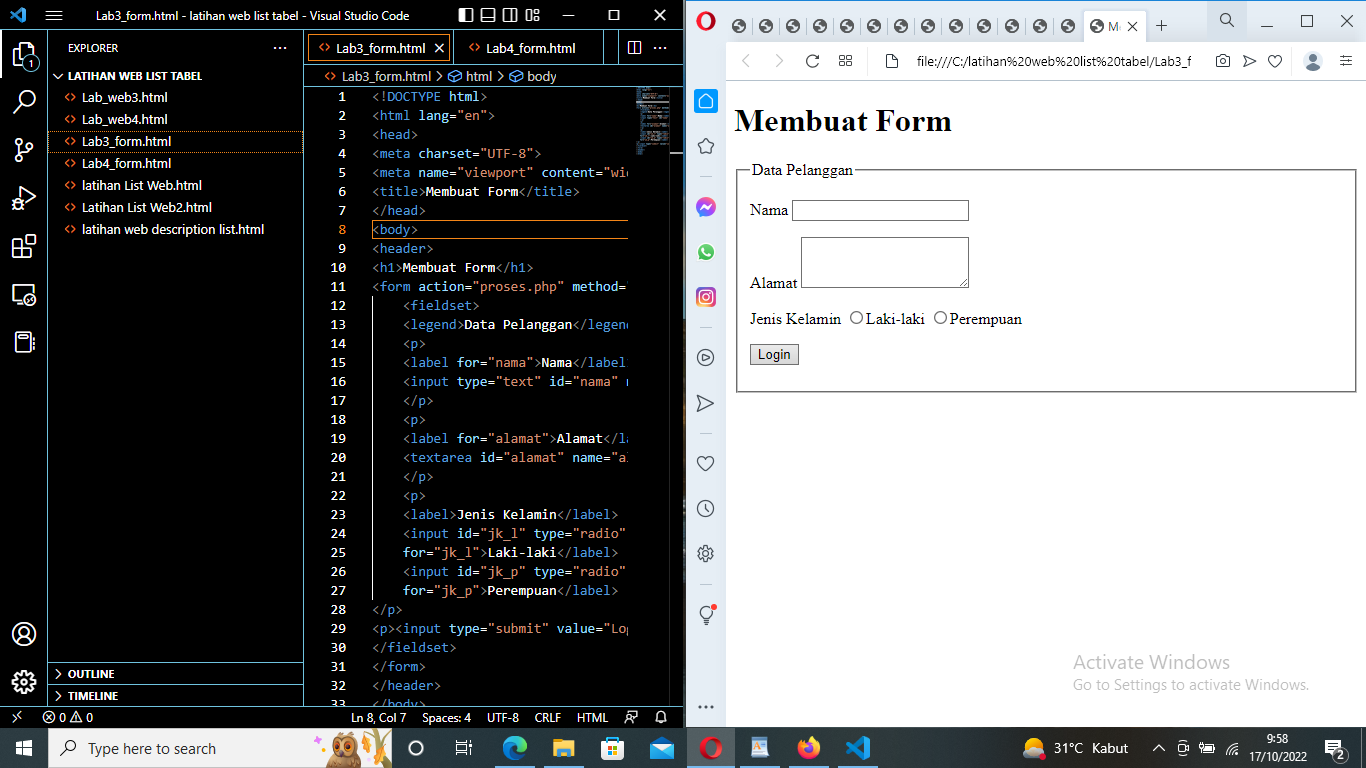 Lab3_form.html - latihan web list tabel - Visual Studio Code
EXPLORER
LATIHAN WEB LIST TABEL
Lab_web3.html
Lab_web4.html
Lab3_form.html
Lab4_form.html
latihan List Web.html
Latihan List Web2.html
latihan web description list.html
OUTLINE
TIMELINE
1
Lab3_form.html
Lab4_form.html
Lab3_form.html > html > body
1 <!DOCTYPE html>
2 <html lang="en">
3 <head>
4 <meta charset="UTF-8">
5 <meta name="viewport" content="wid
6 <title>Membuat Form</title>
7 </head>
8 <body>
9 <header>
10 <h1>Membuat Form</h1>
11 <form action="proses.php" method=
12 <fieldset>
13 <legend>Data Pelanggan</legend
14 <p>
15 <label for="nama">Nama</label
16 <input type="text" id="nama" n
17 </p>
18 <p>
19 <label for="alamat">Alamat</la
20 <textarea id="alamat" name="al
21 </p>
22 <p>
23 <label>Jenis Kelamin</label>
24 <input id="jk_l" type="radio"
25 for="jk_l">Laki-laki</label>
26 <input id="jk_p" type="radio"
27 for="jk_p">Perempuan</label>
28 </p>
29 <p><input type="submit" value="Log
30 </fieldset>
31 </form>
32 </header>
33 </body>
0 0
Ln 8, Col 7
Spaces: 4
UTF-8
CRLF
HTML
file:///C:/latihan%20web%20list%20tabel/Lab3_f
Membuat Form
Data Pelanggan
Nama
Alamat
Jenis Kelamin Laki-laki Perempuan
Login
Activate Windows
Go to Settings to activate Windows.
Type here to search
31°C Kabut
9:58
17/10/2022
2